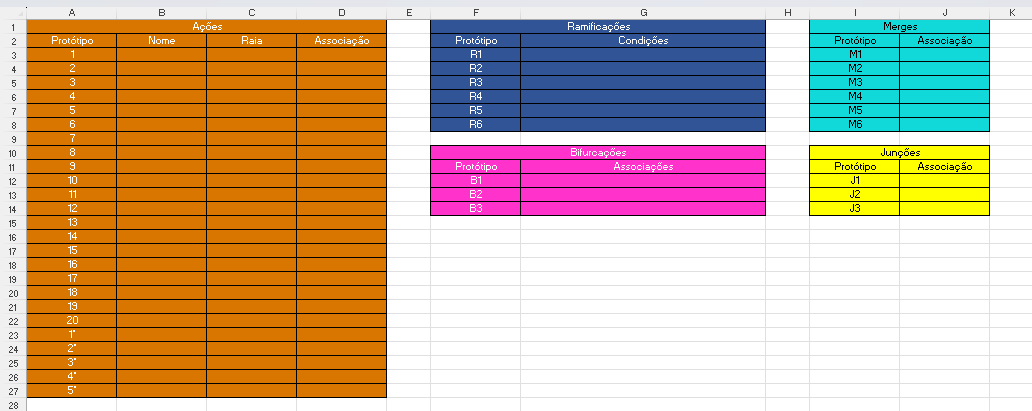 A B C D E F G H I J K
1 Ações Ramificações Merges
2 Protótipo Nome Raia Associação Protótipo Condições Protótipo Associação
3 1 R1 M1
4 2 R2 M2
5 3 R3 M3
6 4 R4 M4
7 5 R5 M5
8 6 R6 M6
9 7
10 8 Bifurcações Junções
11 9 Protótipo Associações Protótipo Associação
12 10 B1 J1
13 11 B2 J2
14 12 B3 J3
15 13
16 14
17 15
18 16
19 17
20 18
21 19
22 20
23 1*
24 2*
25 3*
26 4*
27 5*
28